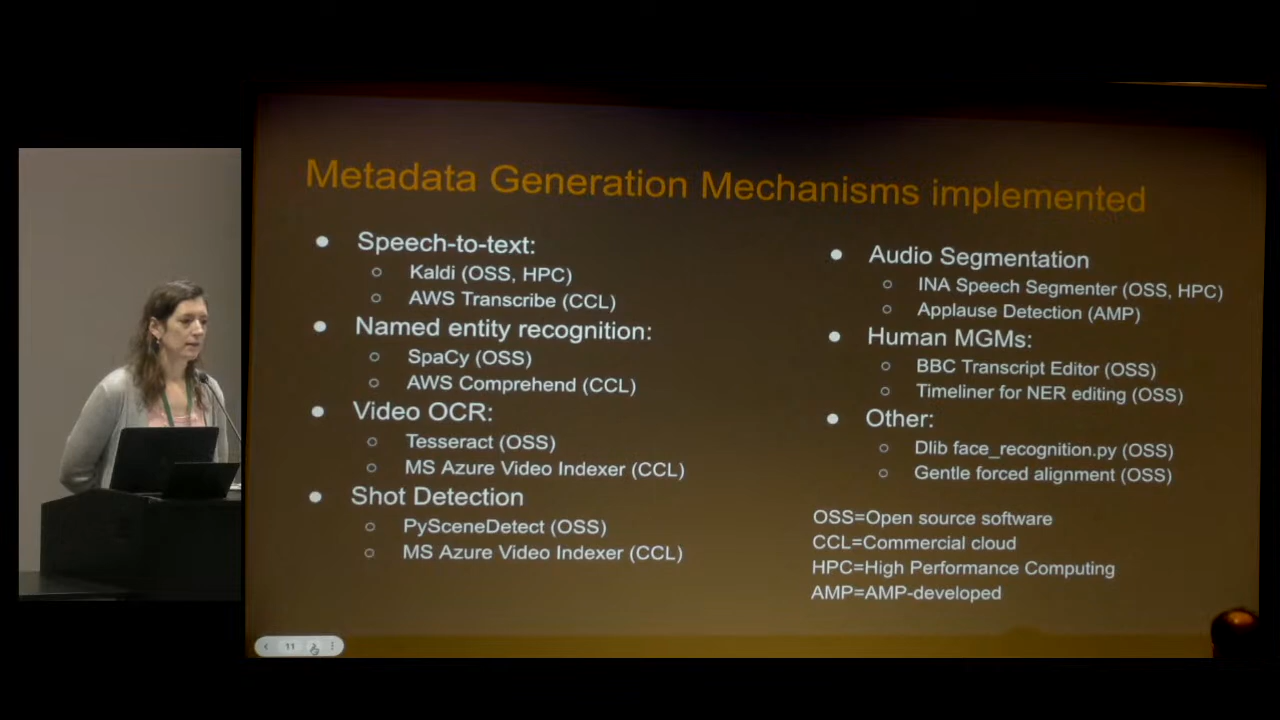 Metadata Generation Mechanisms implemented
● Speech-to-text:
○ Kaldi (OSS, HPC)
○ AWS Transcribe (CCL)
● Named entity recognition:
○ SpaCy (OSS)
○ AWS Comprehend (CCL)
● Video OCR:
○ Tesseract (OSS)
○ MS Azure Video Indexer (CCL)
● Shot Detection
○ PySceneDetect (OSS)
○ MS Azure Video Indexer (CCL)
● Audio Segmentation
○ INA Speech Segmenter (OSS, HPC)
○ Applause Detection (AMP)
● Human MGMs:
○ BBC Transcript Editor (OSS)
○ Timeliner for NER editing (OSS)
● Other:
○ Dlib face_recognition.py (OSS)
○ Gentle forced alignment (OSS)
OSS=Open source software
CCL=Commercial cloud
HPC=High Performance Computing
AMP=AMP-developed
11